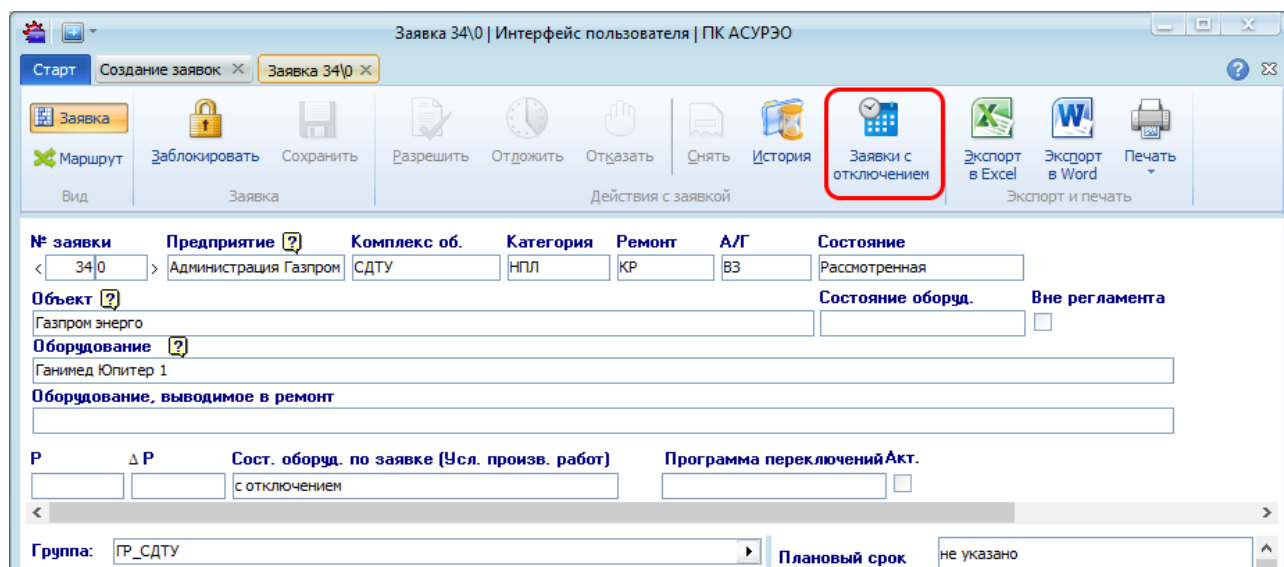 Заявка 34\0 | Интерфейс пользователя | ПК АСУРЭО
Старт Создание заявок Заявка 34\0
Заявка
Маршрут Заблокировать Сохранить Разрешить Отложить Отказать Снять История Заявки с отключением Экспорт в Excel Экспорт в Word Печать
Вид Заявка Действия с заявкой Экспорт и печать
№ заявки Предприятие [?] Комплекс об. Категория Ремонт А/Г Состояние
< 34 0 > Администрация Газпром СДТУ НПЛ КР ВЗ Рассмотренная
Объект [?] Состояние оборуд. Вне регламента
Газпром энерго
Оборудование [?]
Ганимед Юпитер 1
Оборудование, выводимое в ремонт
Р Δ Р Сост. оборуд. по заявке (Усл. произв. работ) Программа переключений Акт.
с отключением
Группа: ГР_СДТУ Плановый срок не указано